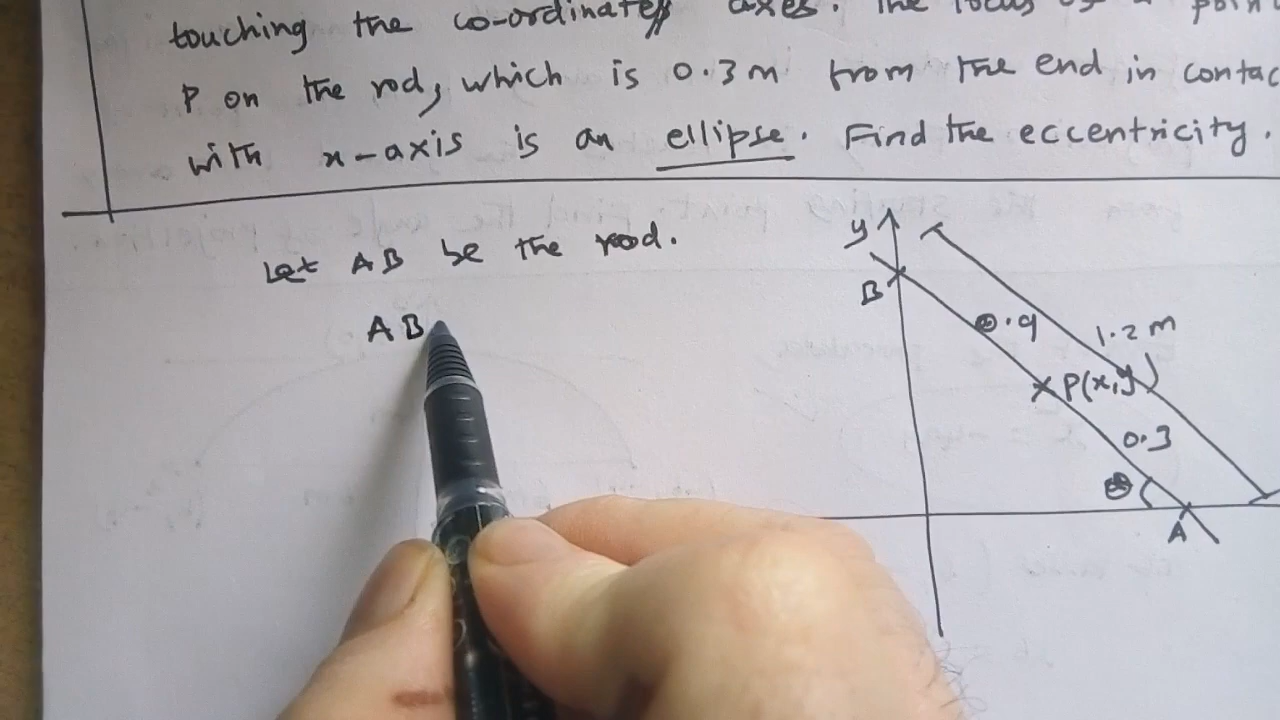 touching the co-ordinates axes. The locus of a point
P on the rod, which is 0.3m from the end in contac
with x-axis is an ellipse. Find the eccentricity.
Let AB be the rod.
AB
y
B
0.9
1.2 m
P(x,y)
0.3
θ
A